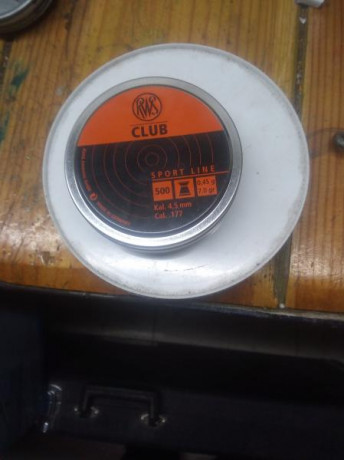 RWS
CLUB
SPORT LINE
500
0,45 g
7.0 gr
Kal. 4,5 mm
Cal. .177